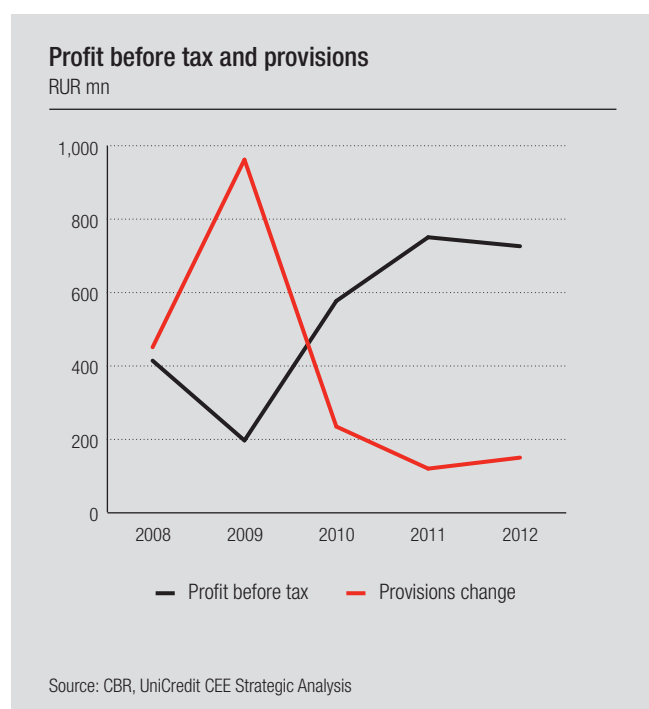 Profit before tax and provisions
RUR mn
1,000
800
600
400
200
0
2008 2009 2010 2011 2012
Profit before tax Provisions change
Source: CBR, UniCredit CEE Strategic Analysis